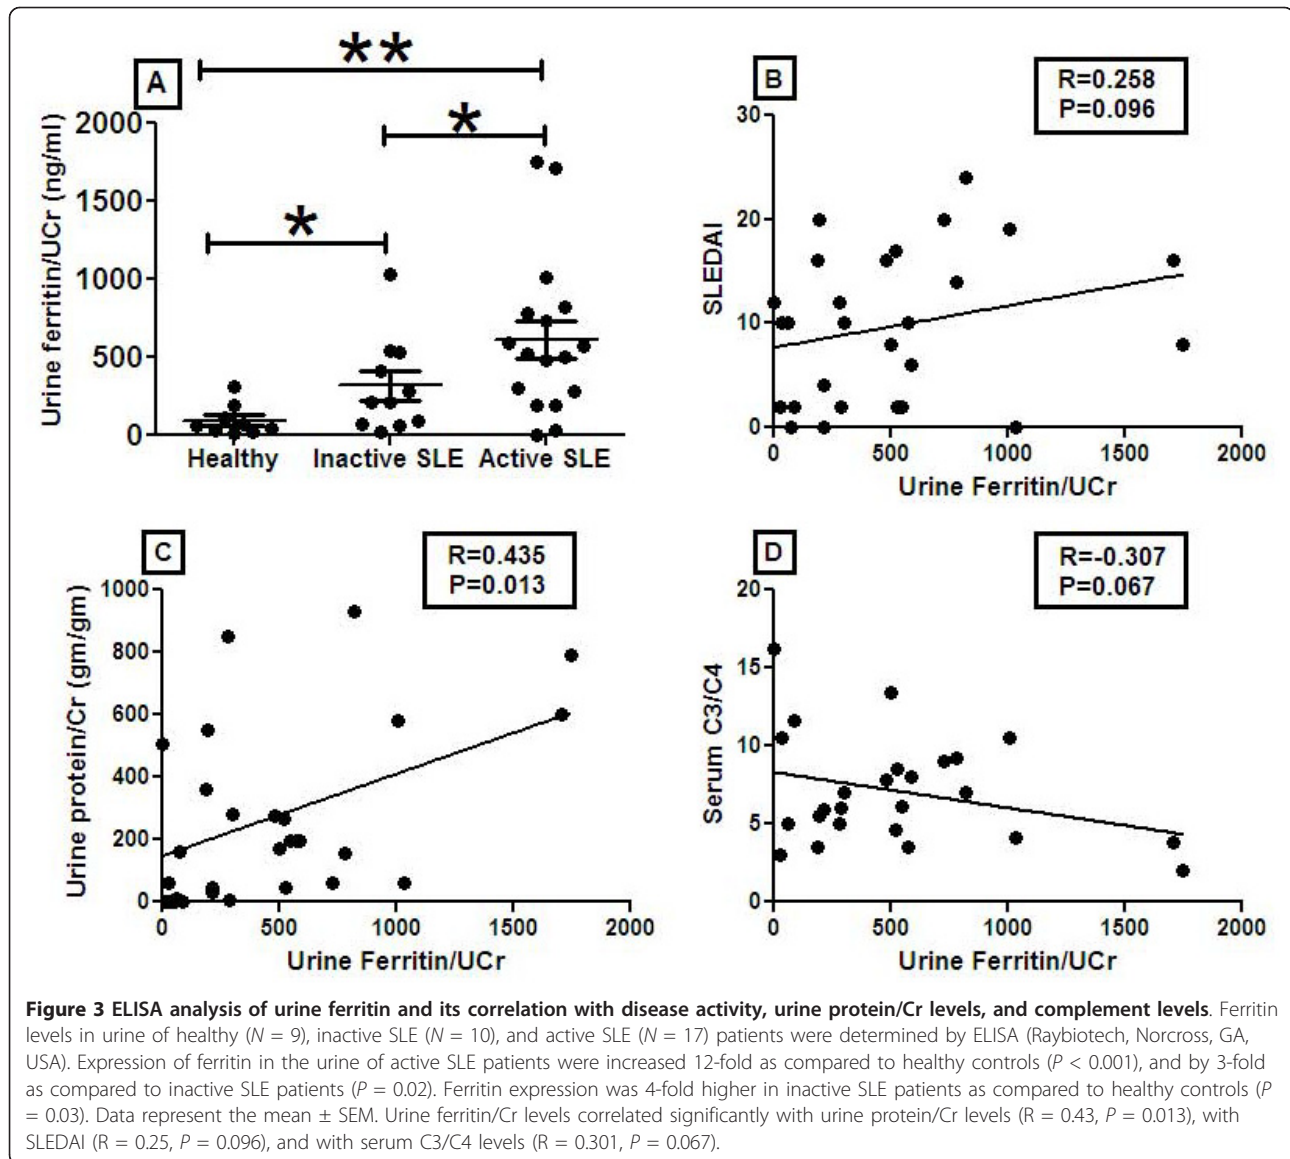 A
**
*
*
Urine ferritin/UCr (ng/ml)
2000
1500
1000
500
0
Healthy
Inactive SLE
Active SLE
B
R=0.258
P=0.096
SLEDAI
30
20
10
0
0
500
1000
1500
2000
Urine Ferritin/UCr
C
R=0.435
P=0.013
Urine protein/Cr (gm/gm)
1000
800
600
400
200
0
0
500
1000
1500
2000
Urine Ferritin/UCr
D
R=-0.307
P=0.067
Serum C3/C4
20
15
10
5
0
0
500
1000
1500
2000
Urine Ferritin/UCr
Figure 3 ELISA analysis of urine ferritin and its correlation with disease activity, urine protein/Cr levels, and complement levels. Ferritin
levels in urine of healthy (N = 9), inactive SLE (N = 10), and active SLE (N = 17) patients were determined by ELISA (Raybiotech, Norcross, GA,
USA). Expression of ferritin in the urine of active SLE patients were increased 12-fold as compared to healthy controls (P < 0.001), and by 3-fold
as compared to inactive SLE patients (P = 0.02). Ferritin expression was 4-fold higher in inactive SLE patients as compared to healthy controls (P
= 0.03). Data represent the mean ± SEM. Urine ferritin/Cr levels correlated significantly with urine protein/Cr levels (R = 0.43, P = 0.013), with
SLEDAI (R = 0.25, P = 0.096), and with serum C3/C4 levels (R = 0.301, P = 0.067).